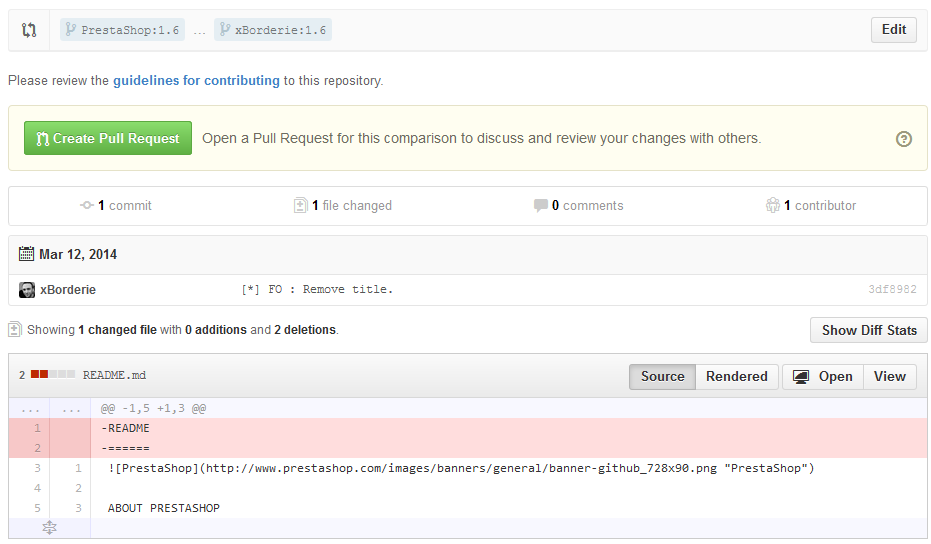 PrestaShop:1.6 ... xBorderie:1.6 Edit
Please review the guidelines for contributing to this repository.
Create Pull Request Open a Pull Request for this comparison to discuss and review your changes with others. ?
1 commit 1 file changed 0 comments 1 contributor
Mar 12, 2014
xBorderie [*] FO : Remove title. 3df8982
Showing 1 changed file with 0 additions and 2 deletions. Show Diff Stats
2 README.md Source Rendered Open View
... ... @@ -1,5 +1,3 @@
1 -README
2 -======
3 1 ![PrestaShop](http://www.prestashop.com/images/banners/general/banner-github_728x90.png "PrestaShop")
4 2
5 3 ABOUT PRESTASHOP